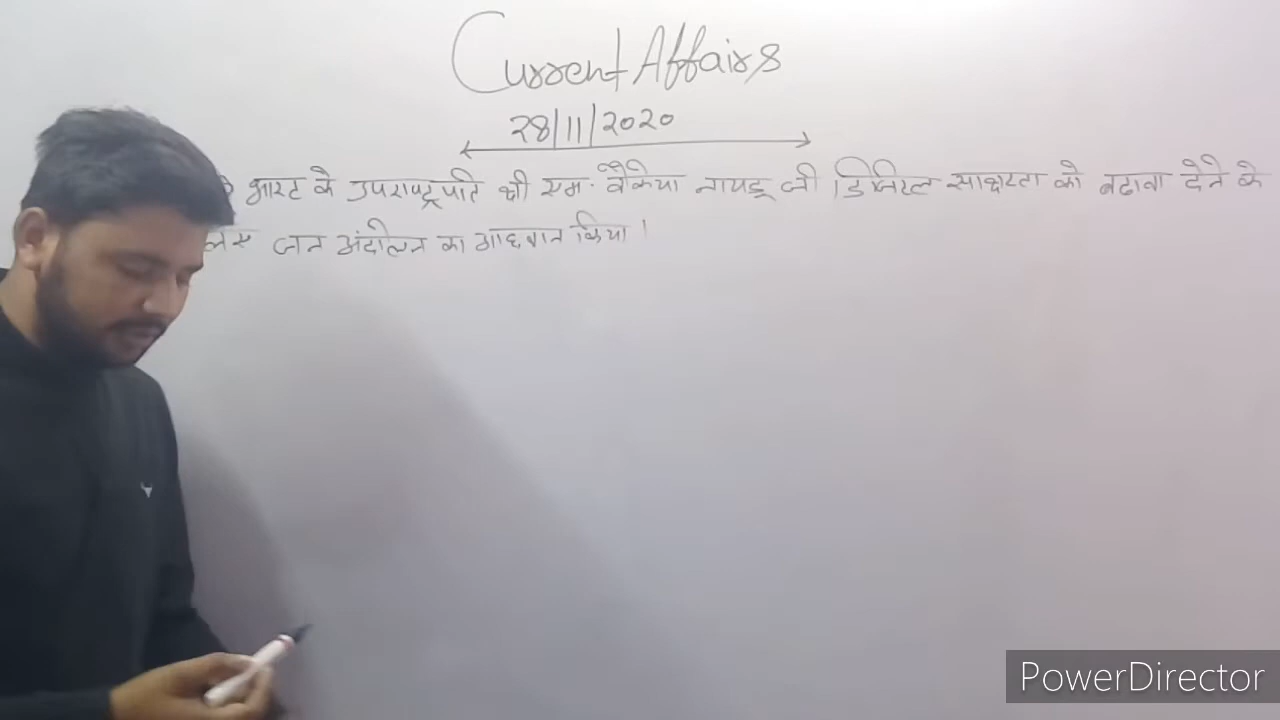 Current Affairs
28/11/2020
भारत के उपराष्ट्रपति श्री एम. वेंकैया नायडू जी डिजिटल साक्षरता को बढावा देने के
जन अंदोलन का आह्वान किया।
PowerDirector